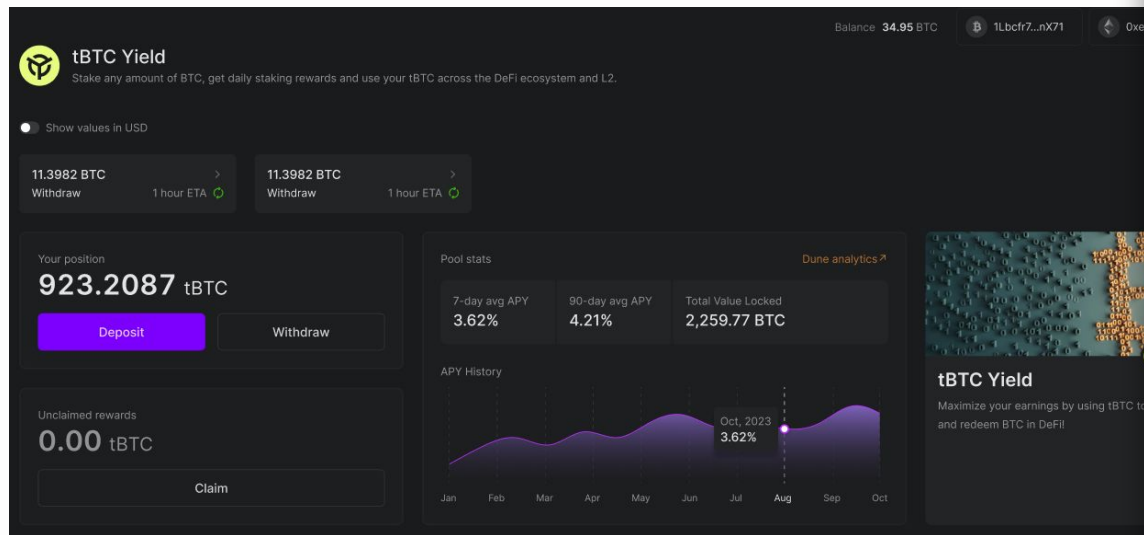 Balance 34.95 BTC
1Lbcfr7...nX71
0xe
tBTC Yield
Stake any amount of BTC, get daily staking rewards and use your tBTC across the DeFi ecosystem and L2.
Show values in USD
11.3982 BTC
Withdraw 1 hour ETA
11.3982 BTC
Withdraw 1 hour ETA
Your position
923.2087 tBTC
Deposit Withdraw
Unclaimed rewards
0.00 tBTC
Claim
Pool stats Dune analytics
7-day avg APY
3.62%
90-day avg APY
4.21%
Total Value Locked
2,259.77 BTC
APY History
Oct, 2023
3.62%
Jan Feb Mar Apr May Jun Jul Aug Sep Oct
tBTC Yield
Maximize your earnings by using tBTC to
and redeem BTC in DeFi!